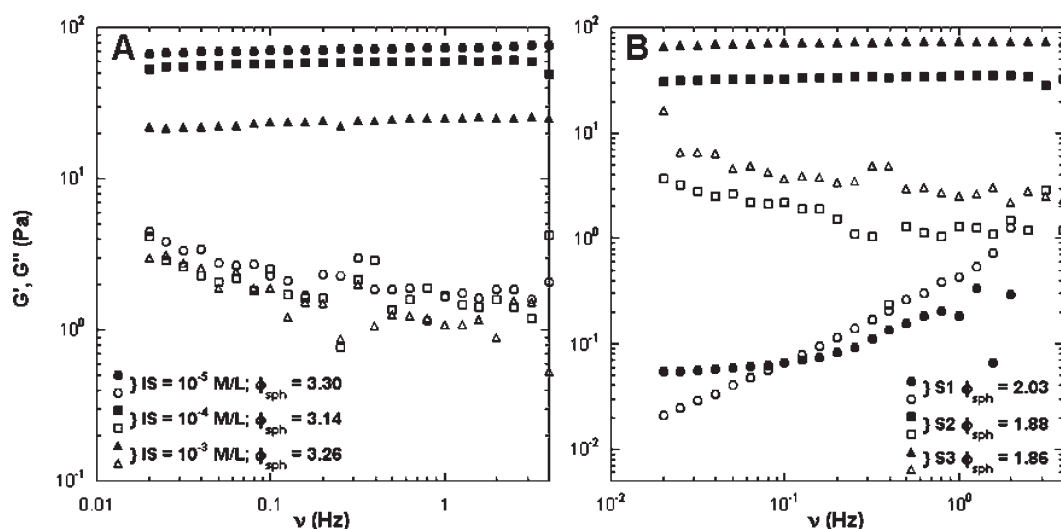 A
B
10²
10¹
10⁰
10⁻¹
G', G" (Pa)
} IS = 10⁻⁵ M/L; ϕsph = 3.30
} IS = 10⁻⁴ M/L; ϕsph = 3.14
} IS = 10⁻³ M/L; ϕsph = 3.26
0.01
0.1
1
ν (Hz)
10²
10¹
10⁰
10⁻¹
10⁻²
} S1 ϕsph = 2.03
} S2 ϕsph = 1.88
} S3 ϕsph = 1.86
10⁻²
10⁻¹
10⁰
ν (Hz)